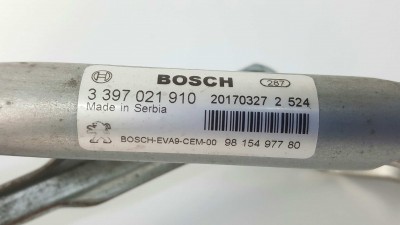 BOSCH 287
3 397 021 910 20170327 2 524
Made in Serbia
BOSCH-EVA9-CEM-00 98 154 977 80